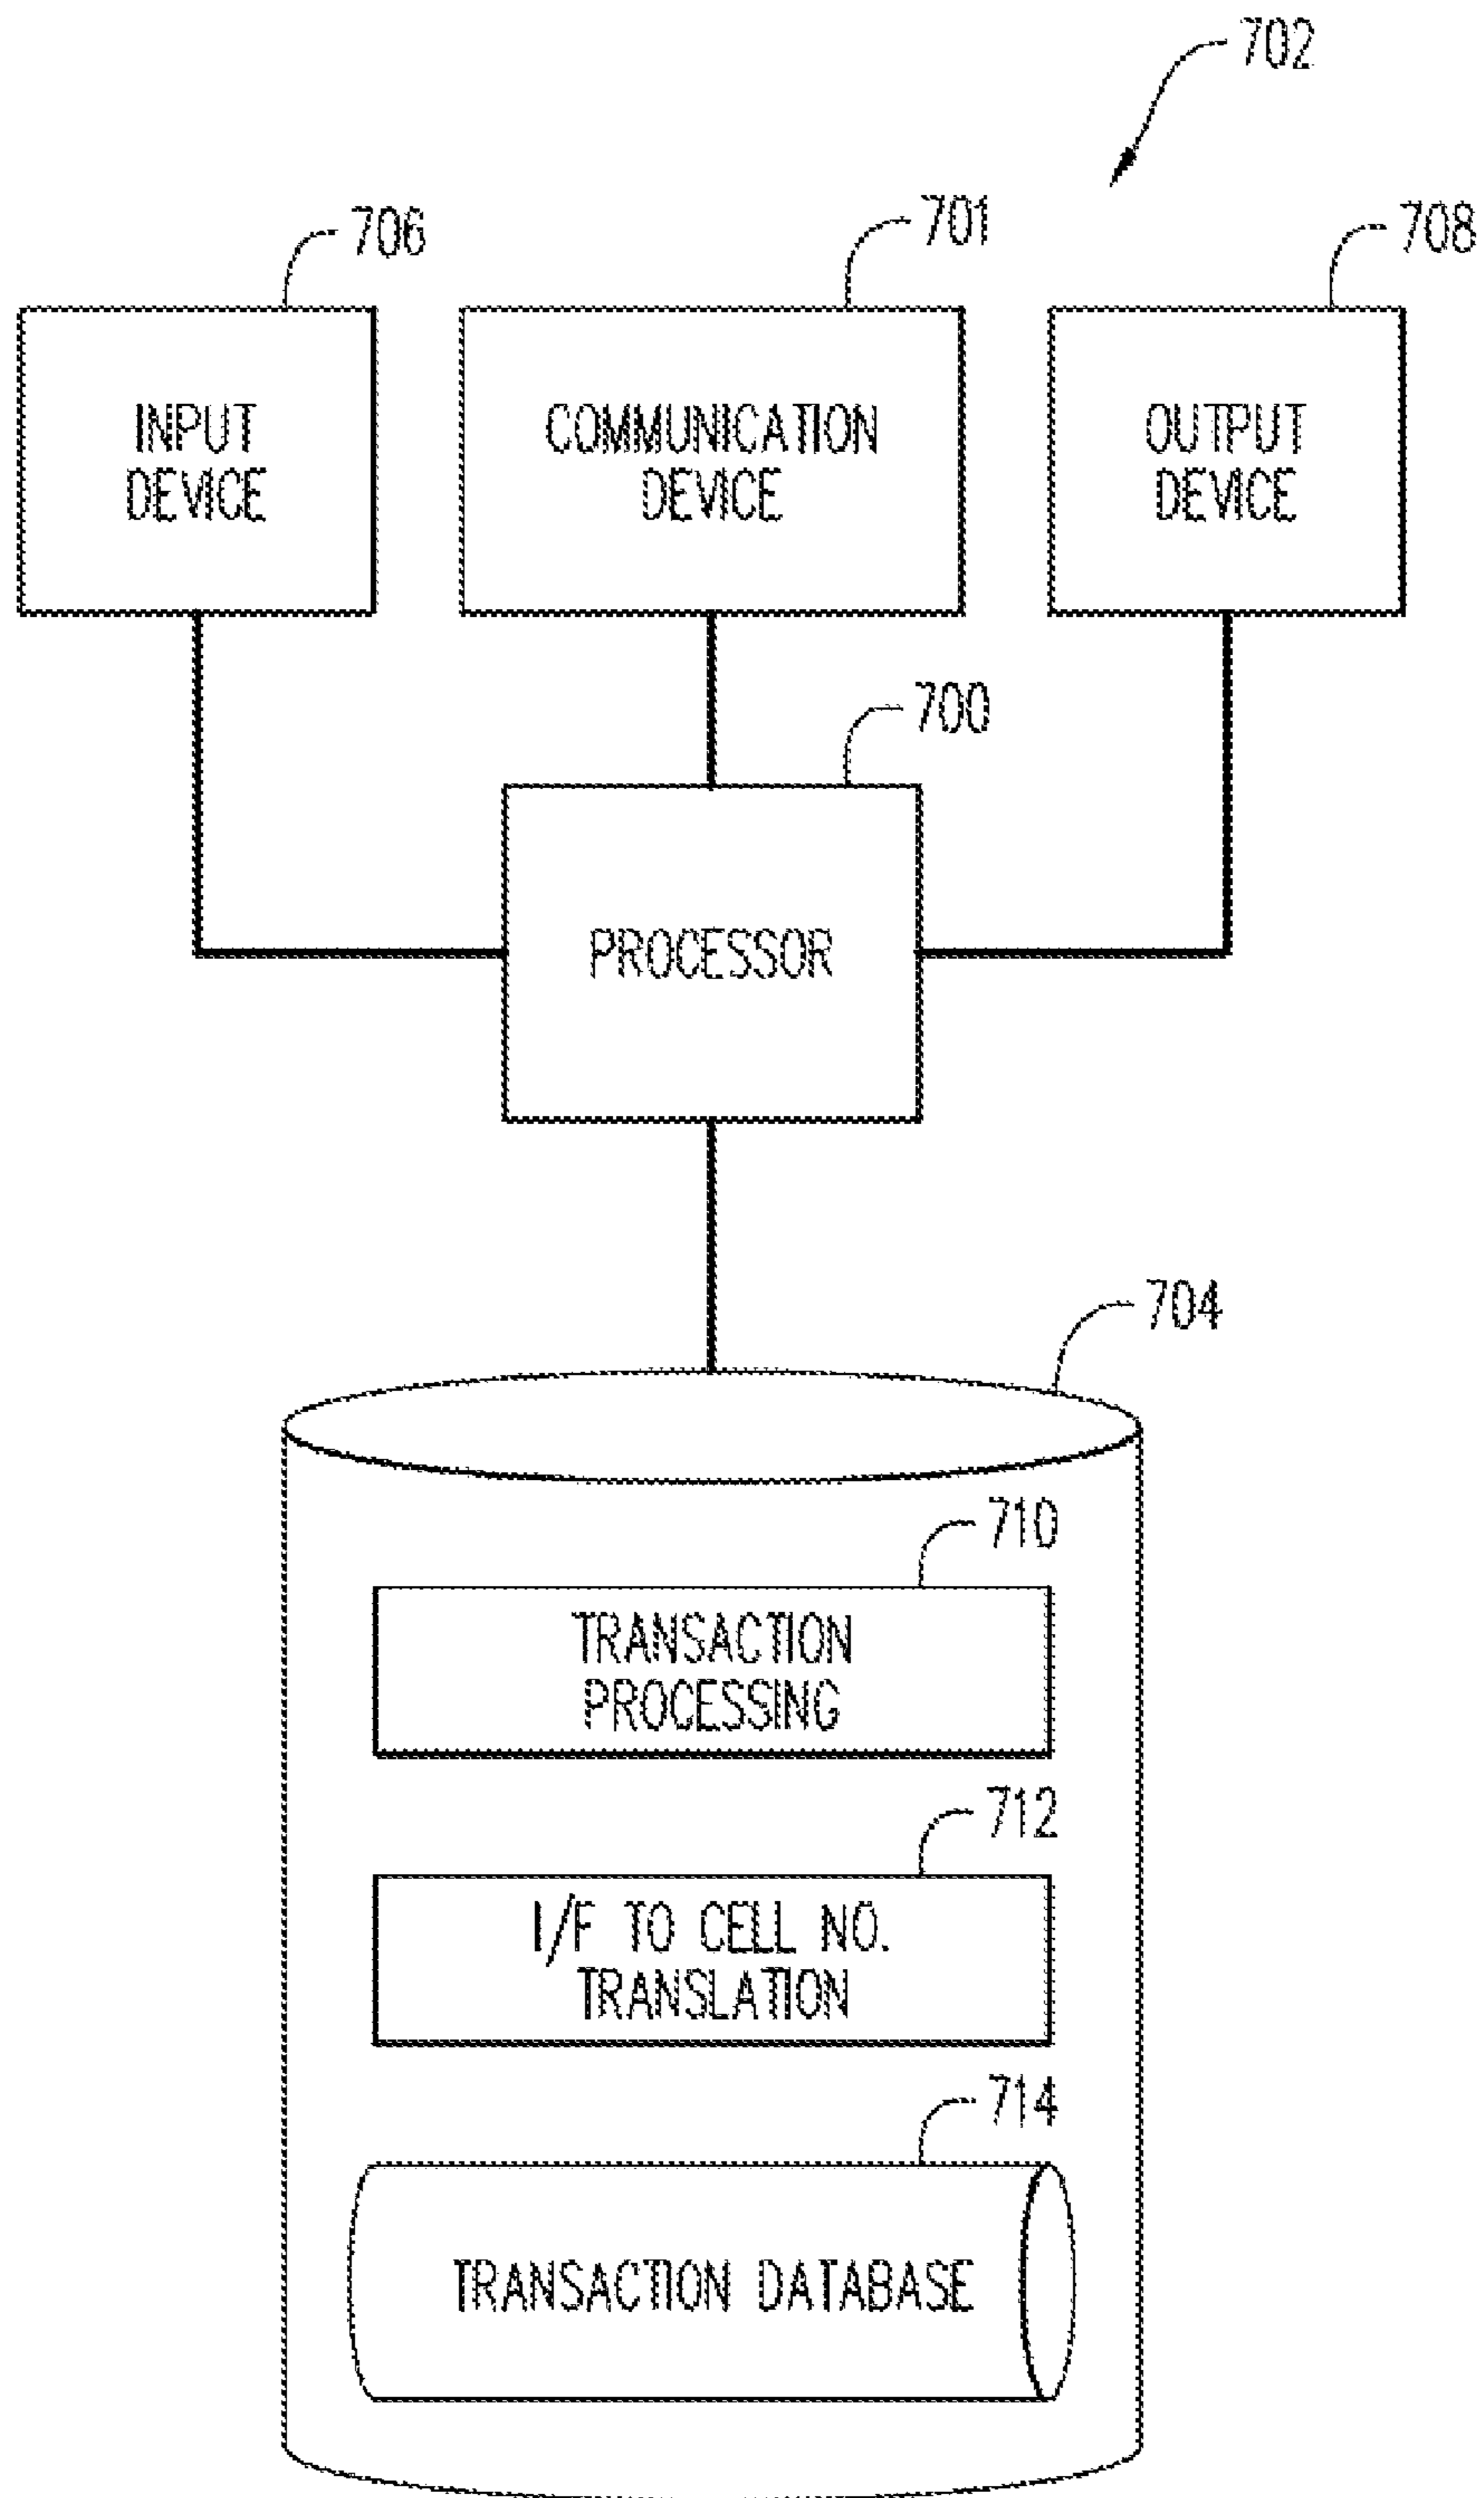 702
706
701
708
INPUT
DEVICE
COMMUNICATION
DEVICE
OUTPUT
DEVICE
700
PROCESSOR
704
710
TRANSACTION
PROCESSING
712
I/F TO CELL NO.
TRANSLATION
714
TRANSACTION DATABASE